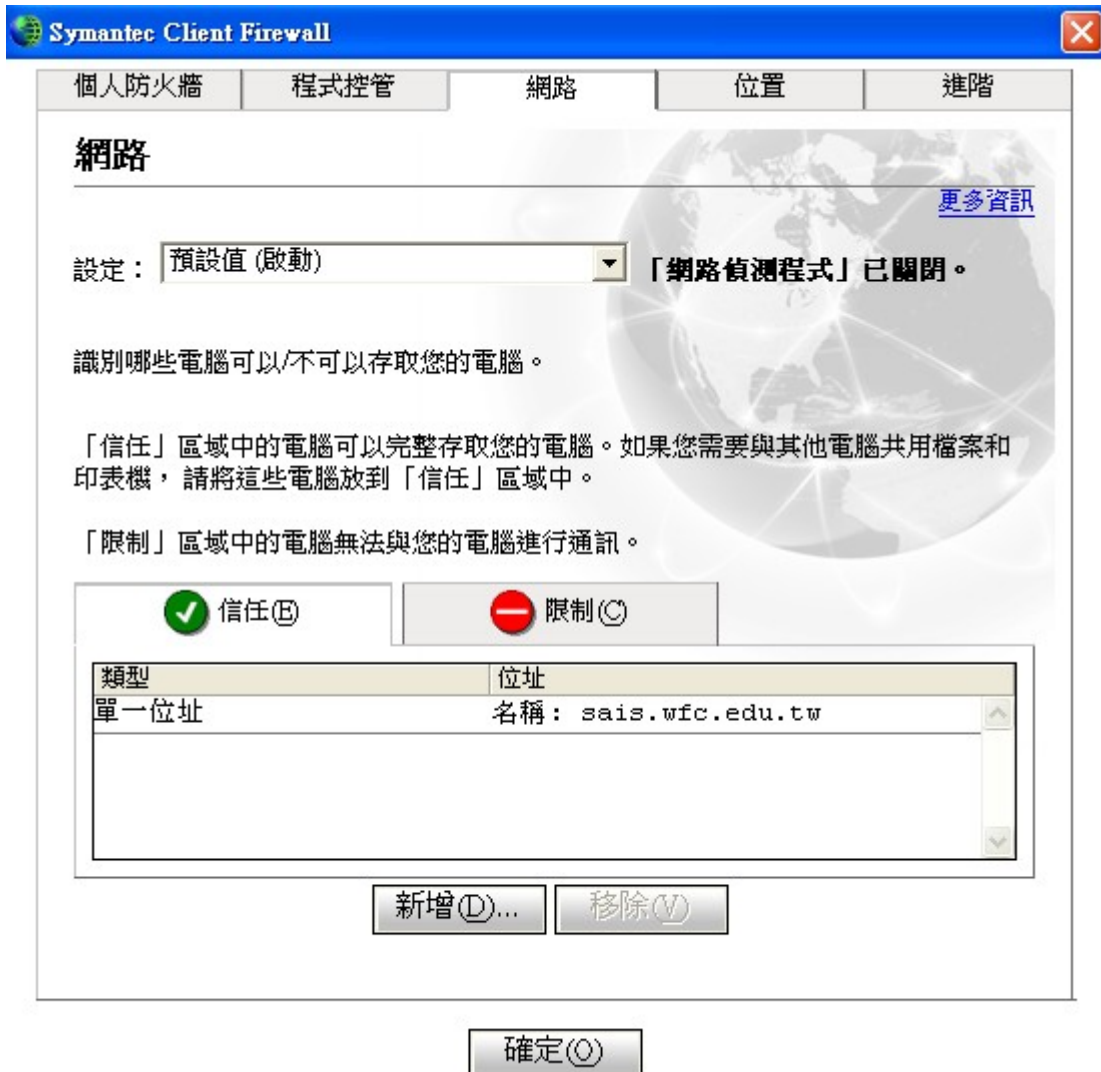 Symantec Client Firewall
個人防火牆 程式控管 網路 位置 進階
網路
更多資訊
設定： 預設值 (啟動) 「網路偵測程式」已關閉。
識別哪些電腦可以/不可以存取您的電腦。
「信任」區域中的電腦可以完整存取您的電腦。如果您需要與其他電腦共用檔案和
印表機， 請將這些電腦放到「信任」區域中。
「限制」區域中的電腦無法與您的電腦進行通訊。
信任(E) 限制(C)
類型 位址
單一位址 名稱： sais.wfc.edu.tw
新增(D)... 移除(V)
確定(O)